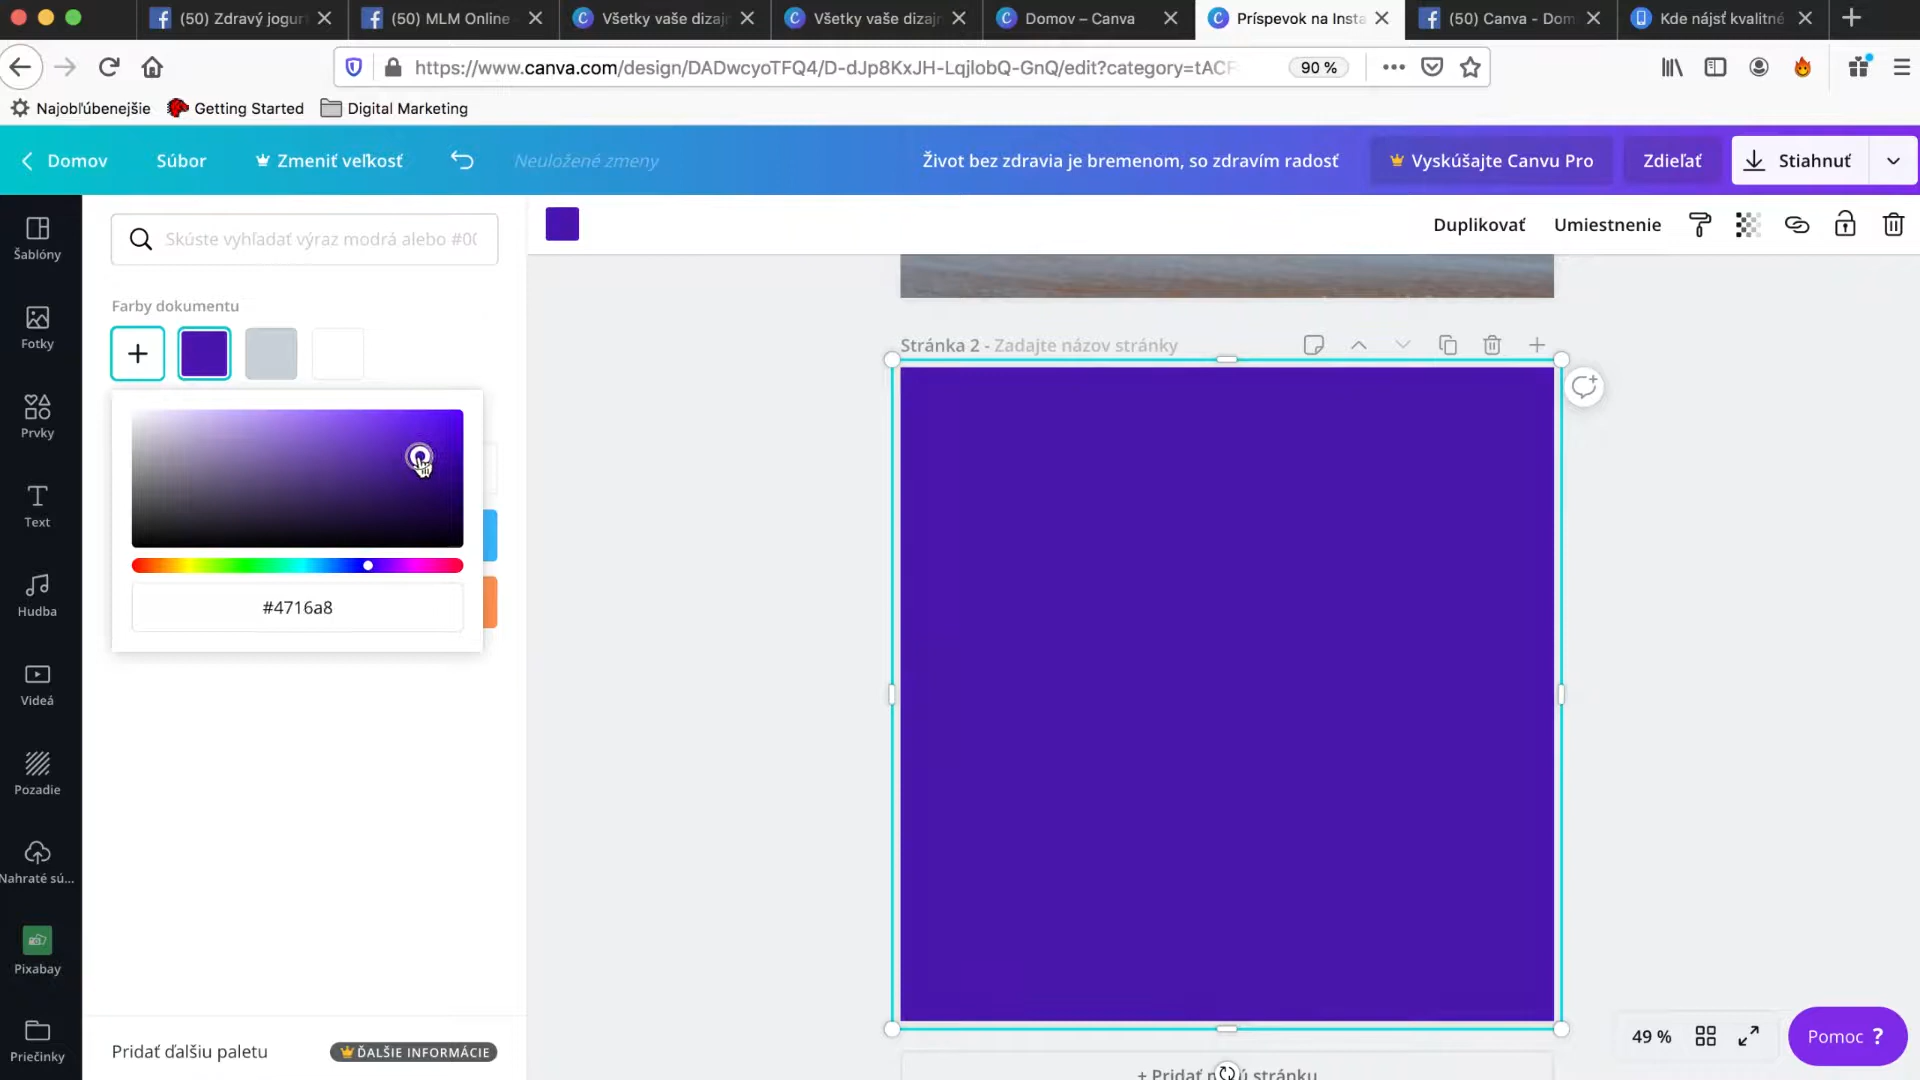 (50) Zdravý jogur
(50) MLM Online
Všetky vaše dizaj
Všetky vaše dizaj
Domov – Canva
Príspevok na Insta
(50) Canva - Dom
Kde nájsť kvalitné
https://www.canva.com/design/DADwcyoTFQ4/D-dJp8KxJH-LqjlobQ-GnQ/edit?category=tACF
90 %
Najobľúbenejšie
Getting Started
Digital Marketing
Domov
Súbor
Zmeniť veľkosť
Neuložené zmeny
Život bez zdravia je bremenom, so zdravím radosť
Vyskúšajte Canvu Pro
Zdieľať
Stiahnuť
Skúste vyhľadať výraz modrá alebo #00
Duplikovať
Umiestnenie
Šablóny
Fotky
Prvky
Text
Hudba
Videá
Pozadie
Nahraté sú...
Pixabay
Priečinky
Farby dokumentu
#4716a8
Stránka 2 - Zadajte názov stránky
Pridať ďalšiu paletu
ĎALŠIE INFORMÁCIE
+ Pridať stránku
49 %
Pomoc ?